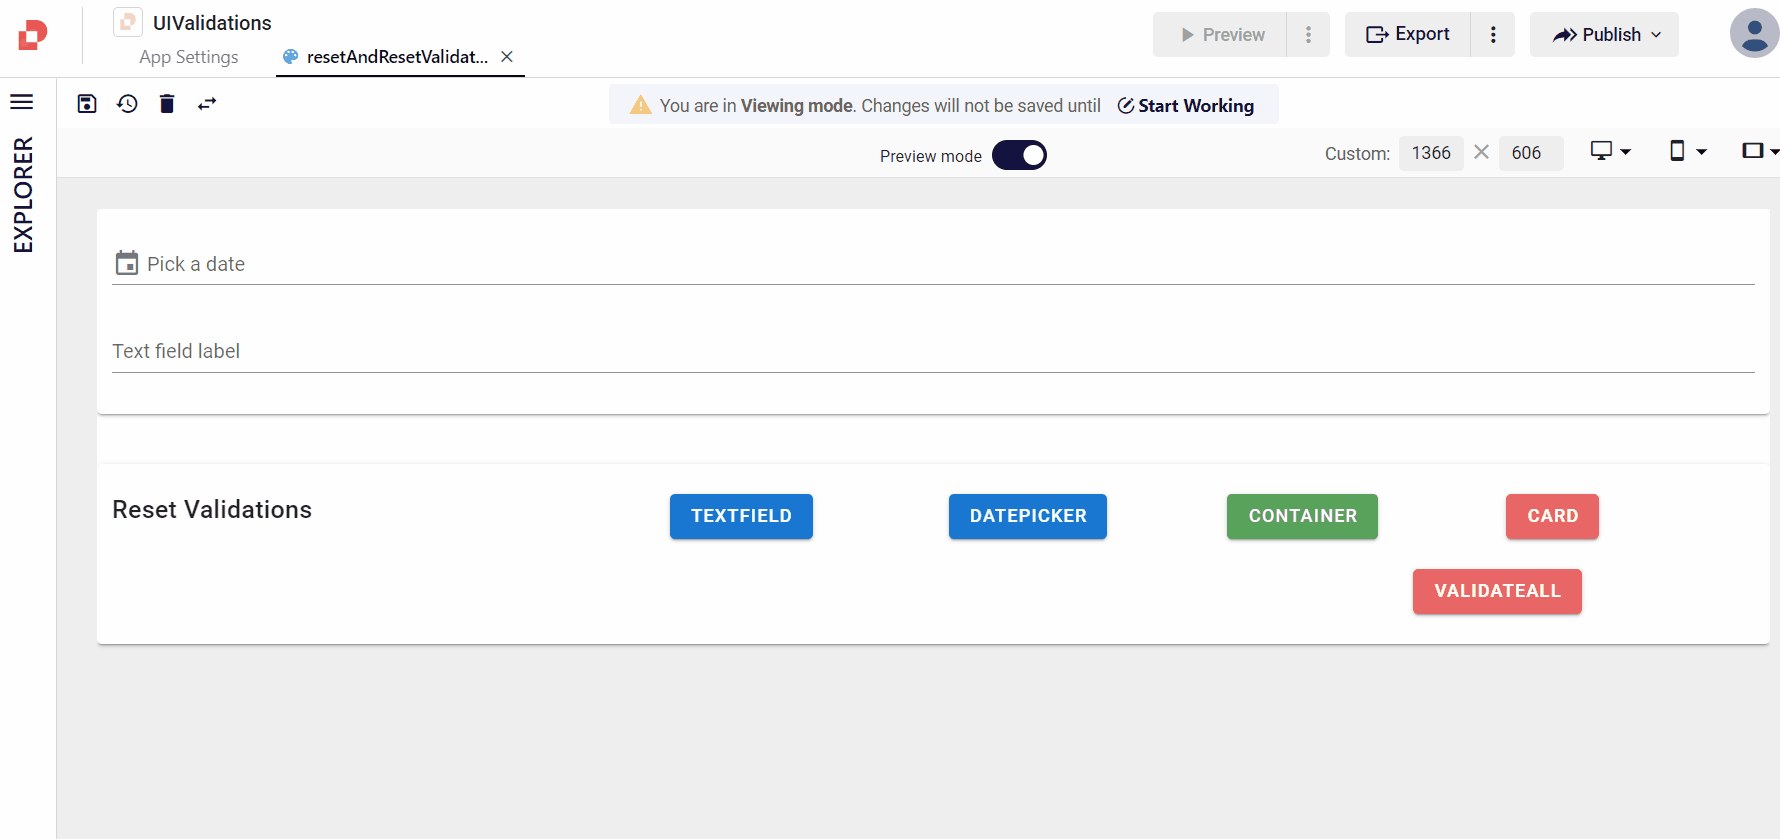 UIValidations
App Settings
resetAndResetValidat...
Preview
Export
Publish
EXPLORER
You are in Viewing mode. Changes will not be saved until Start Working
Preview mode
Custom: 1366 606
Pick a date
Text field label
Reset Validations
TEXTFIELD
DATEPICKER
CONTAINER
CARD
VALIDATEALL